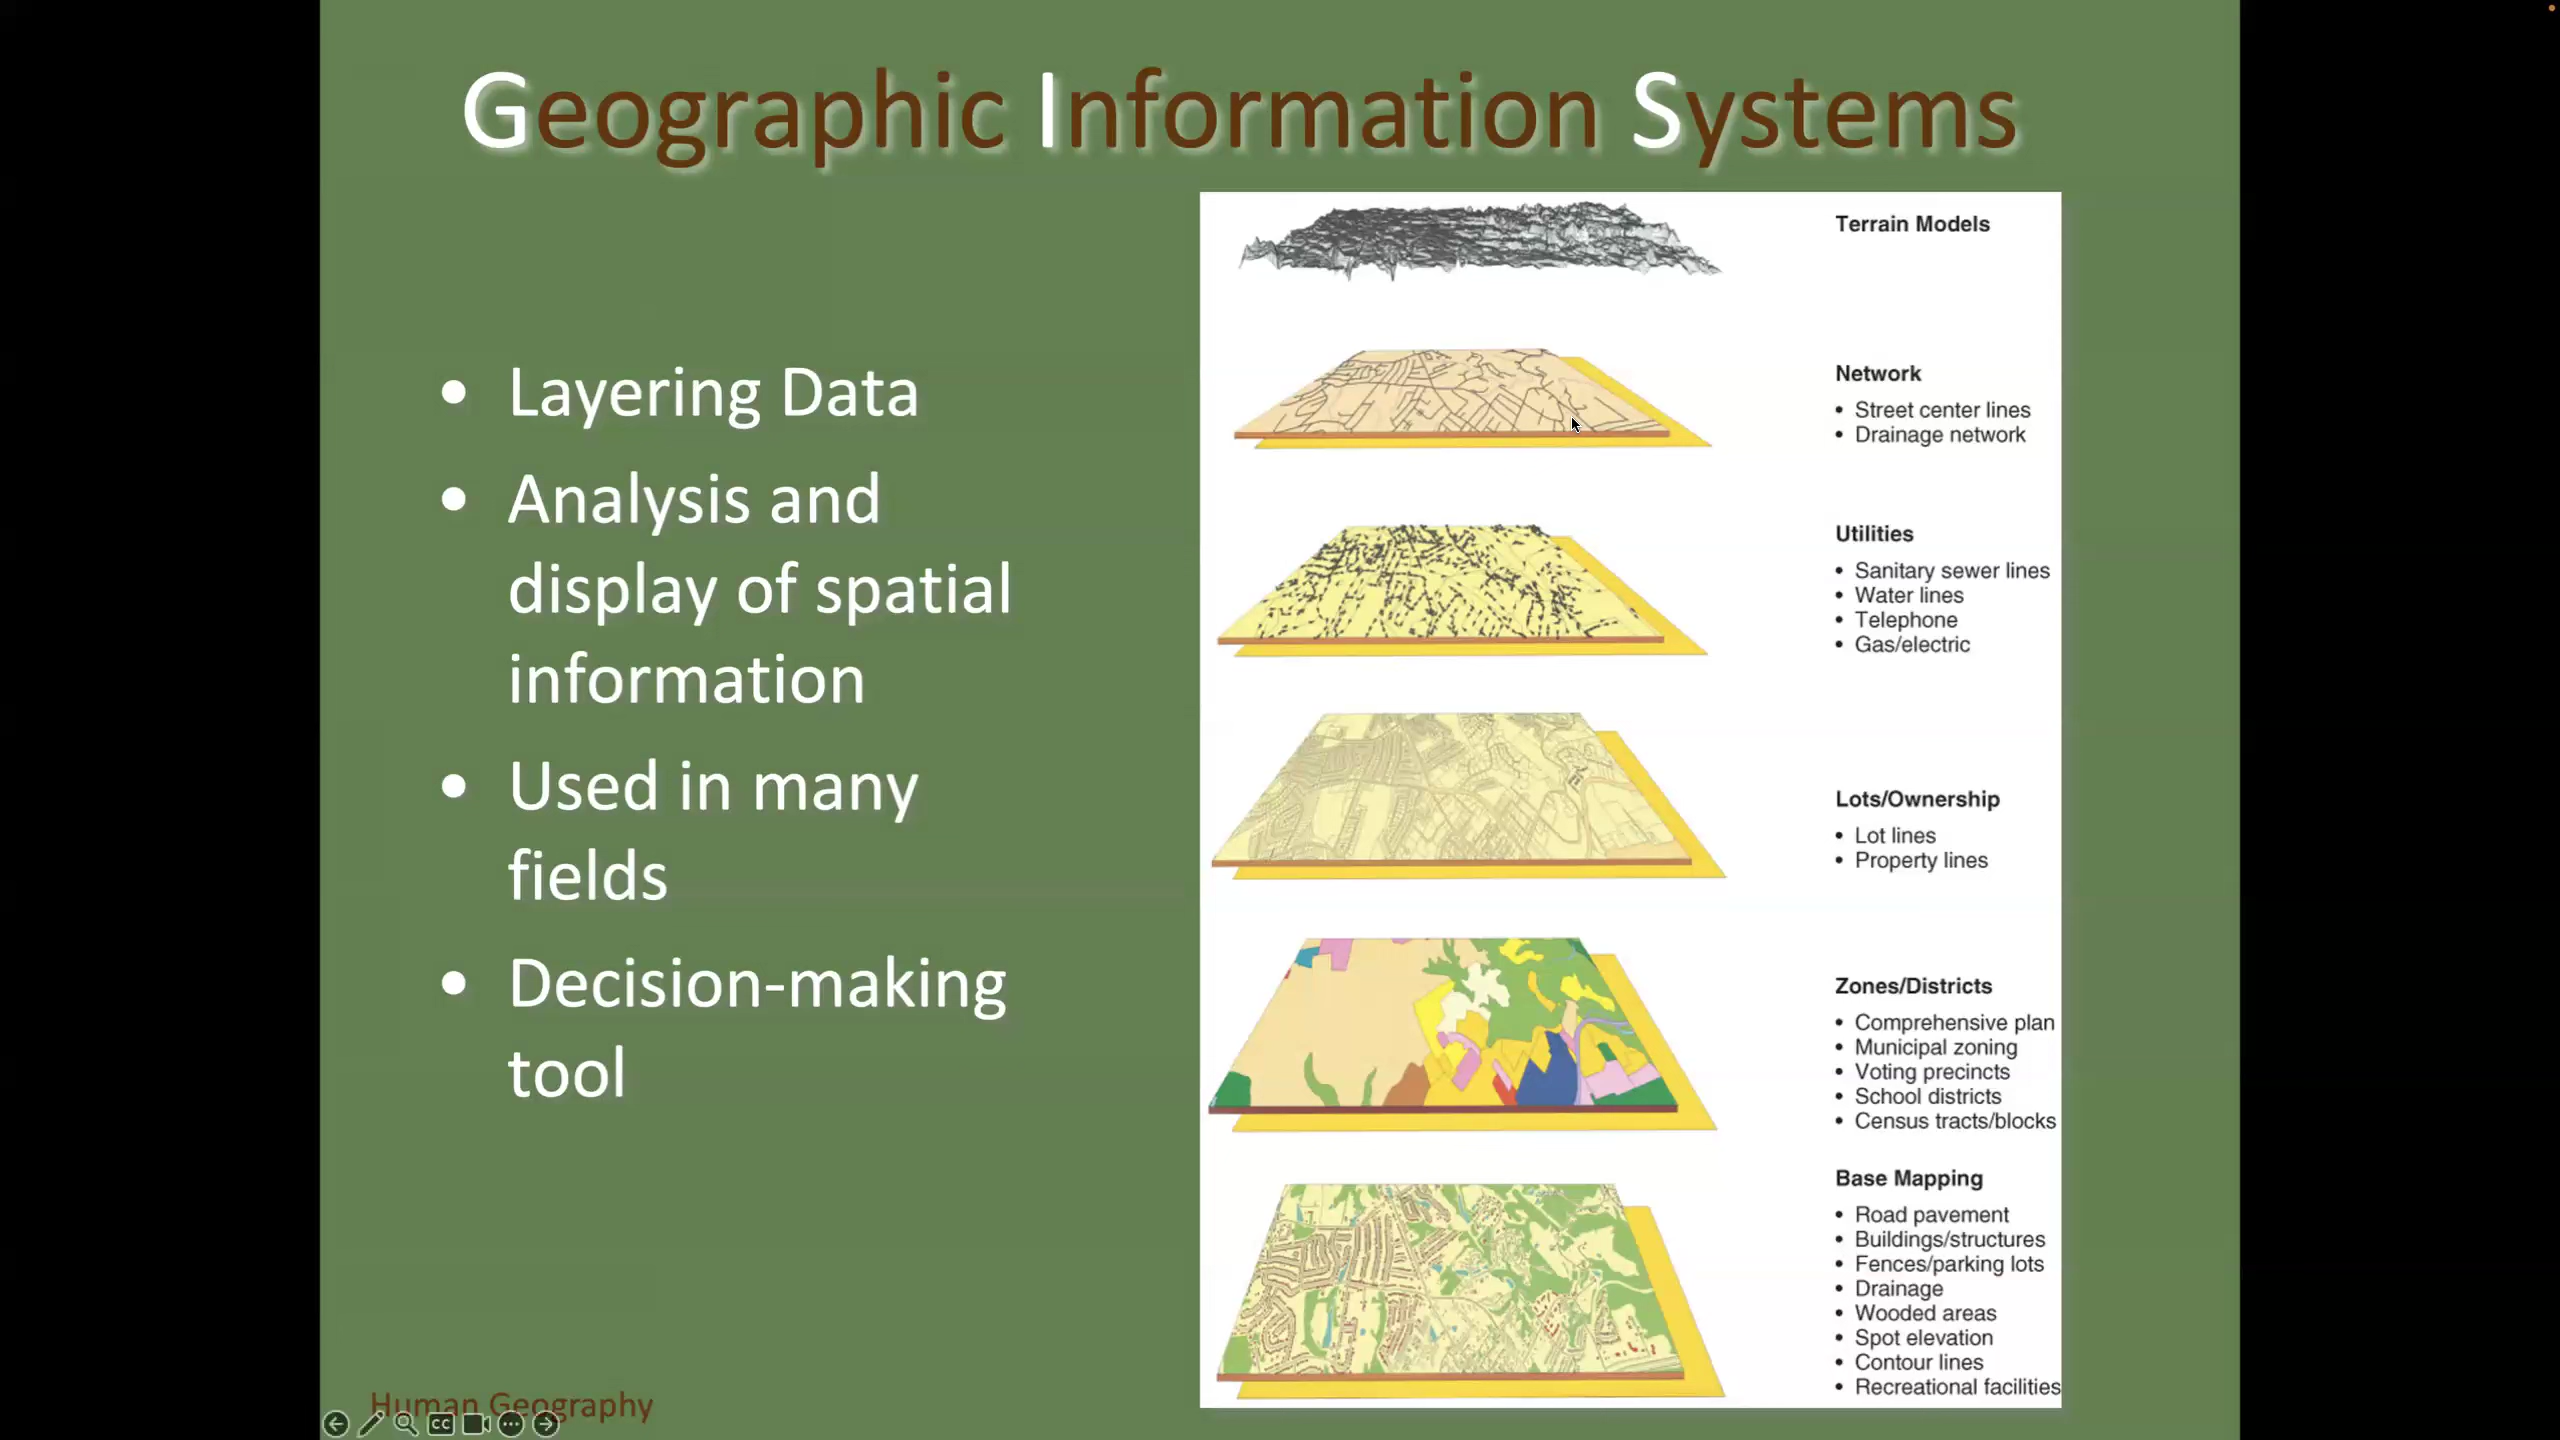 Geographic Information Systems
• Layering Data
• Analysis and
display of spatial
information
• Used in many
fields
• Decision-making
tool
Terrain Models
Network
• Street center lines
• Drainage network
Utilities
• Sanitary sewer lines
• Water lines
• Telephone
• Gas/electric
Lots/Ownership
• Lot lines
• Property lines
Zones/Districts
• Comprehensive plan
• Municipal zoning
• Voting precincts
• School districts
• Census tracts/blocks
Base Mapping
• Road pavement
• Buildings/structures
• Fences/parking lots
• Drainage
• Wooded areas
• Spot elevation
• Contour lines
• Recreational facilities
Human Geography
CC